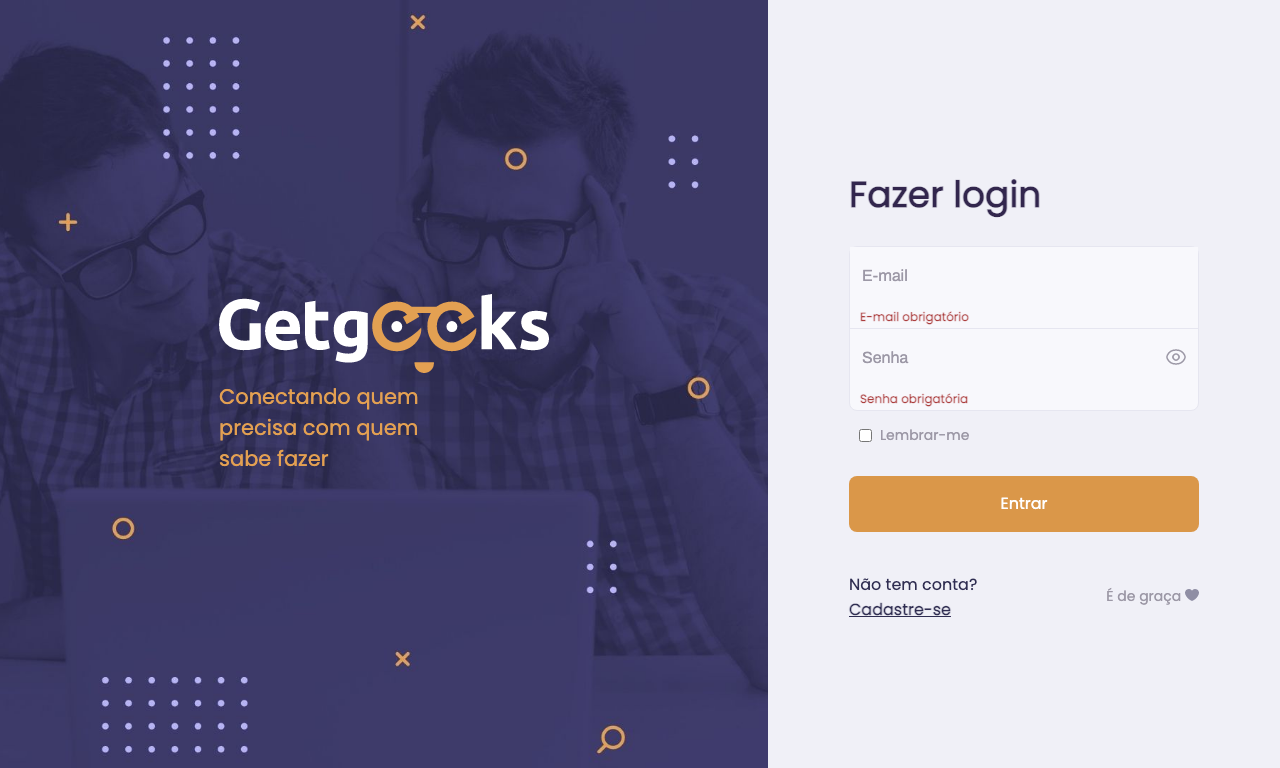 Getgeeks
Conectando quem
precisa com quem
sabe fazer
Fazer login
E-mail
E-mail obrigatório
Senha
Senha obrigatória
Lembrar-me
Entrar
Não tem conta?
Cadastre-se
É de graça